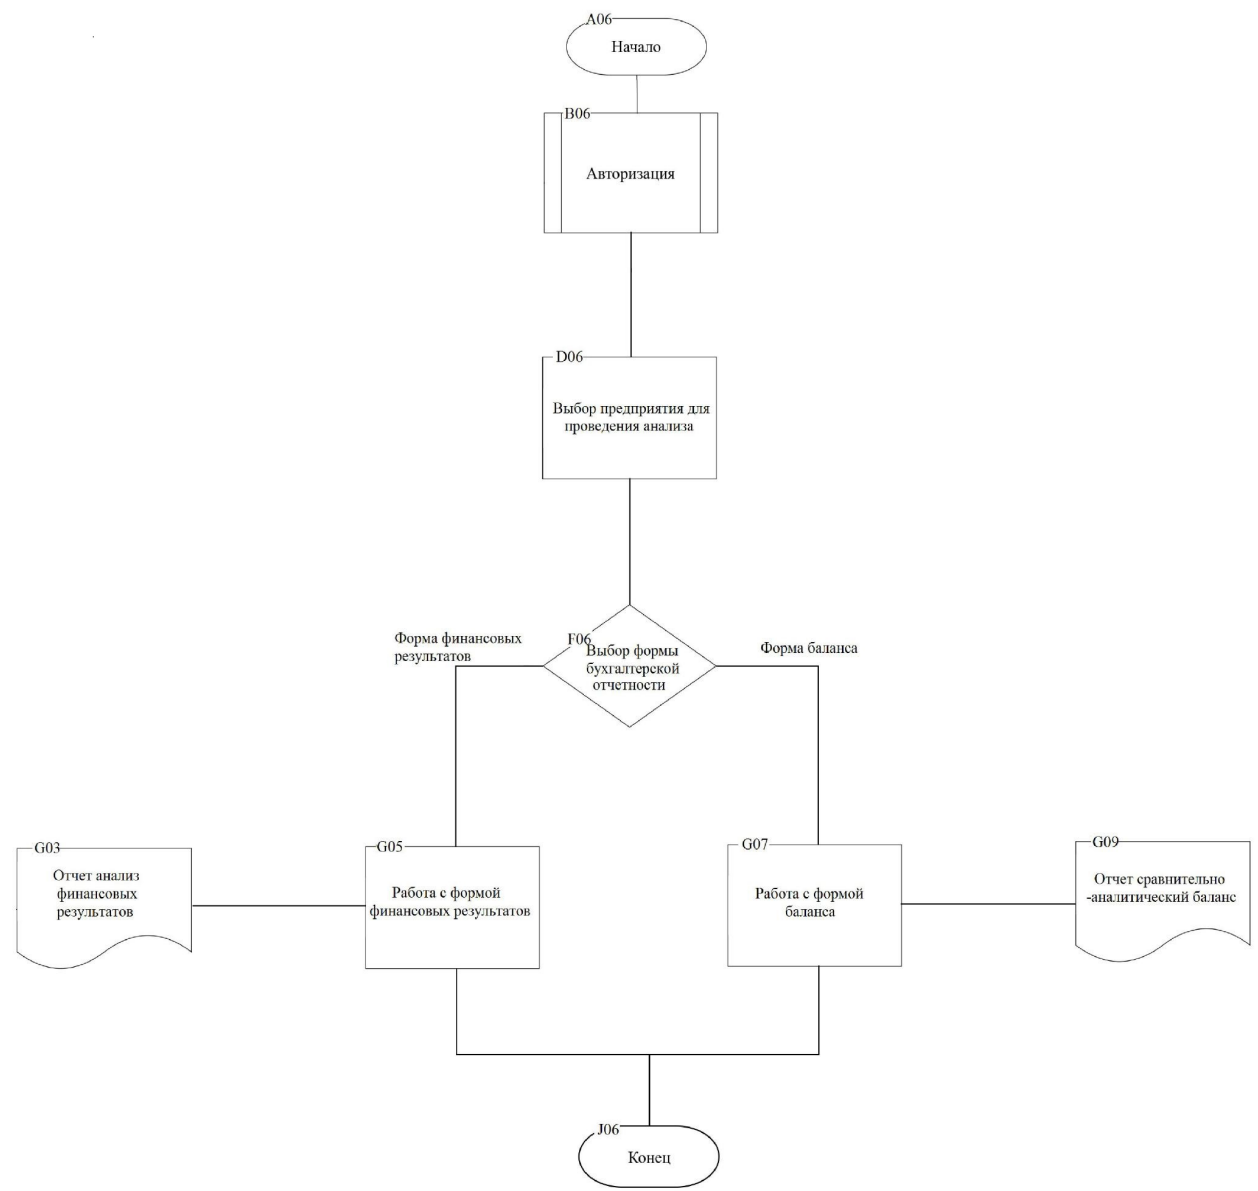 A06
Начало
B06
Авторизация
D06
Выбор предприятия для
проведения анализа
F06
Выбор формы
бухгалтерской
отчетности
Форма финансовых
результатов
Форма баланса
G03
Отчет анализ
финансовых
результатов
G05
Работа с формой
финансовых результатов
G07
Работа с формой
баланса
G09
Отчет сравнительно
-аналитический баланс
J06
Конец